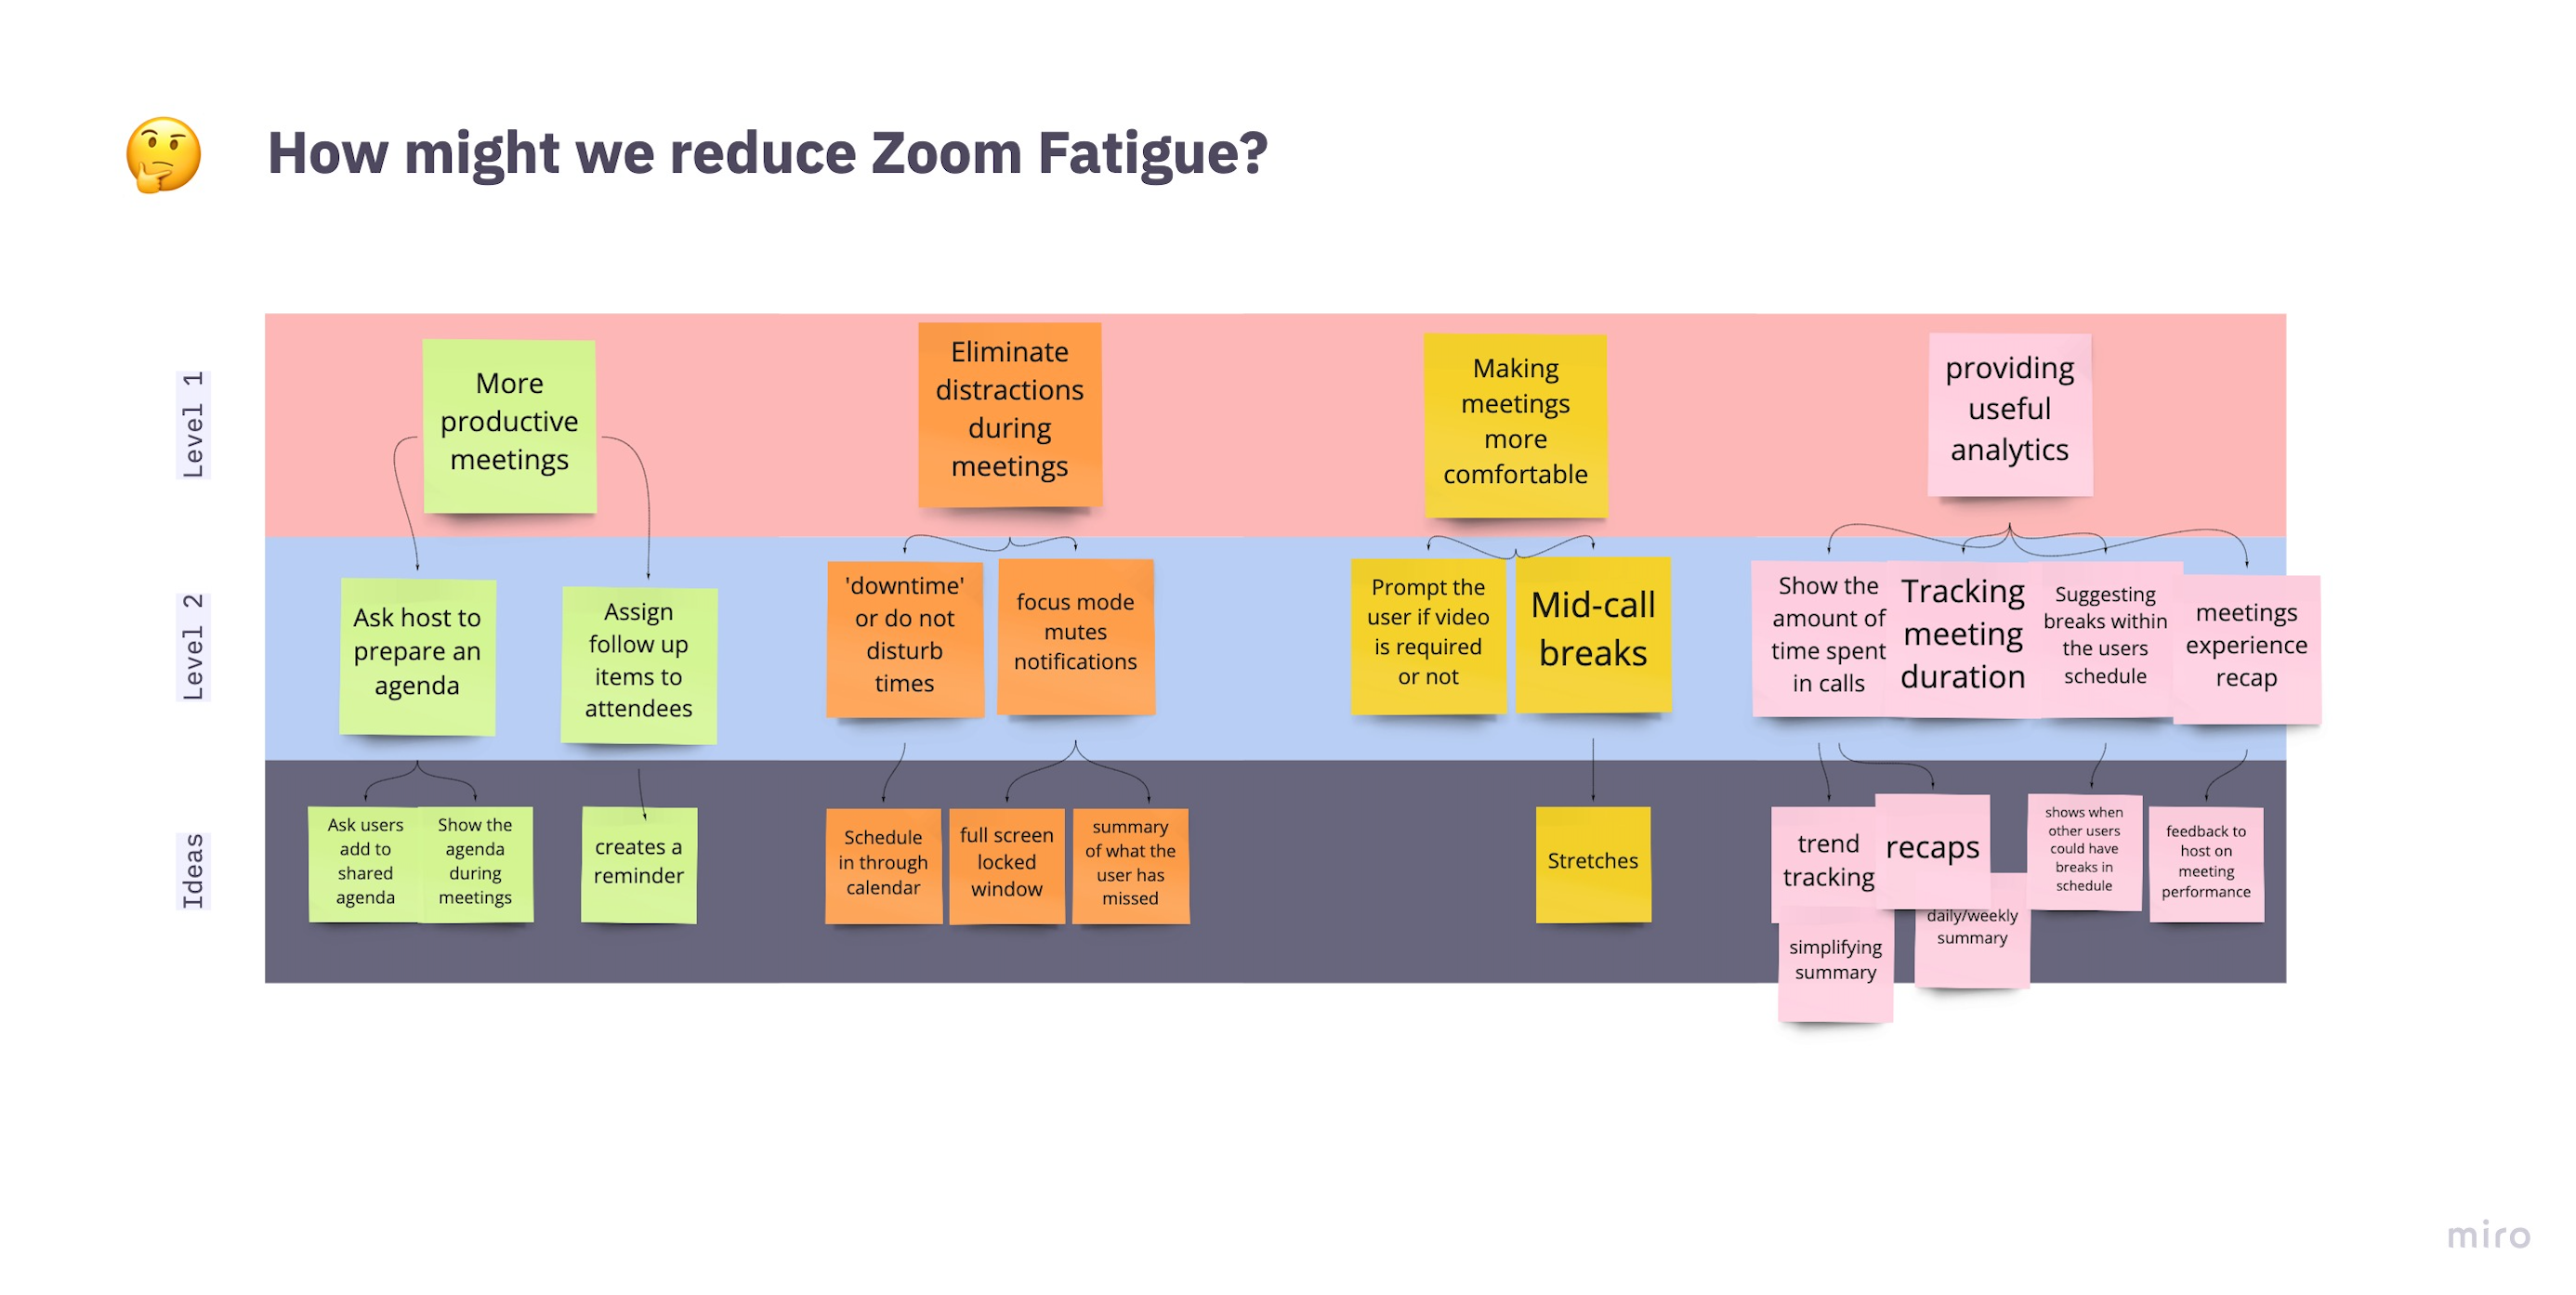 How might we reduce Zoom Fatigue?
Level 1
More
productive
meetings
Eliminate
distractions
during
meetings
Making
meetings
more
comfortable
providing
useful
analytics
Level 2
Ask host to
prepare an
agenda
Assign
follow up
items to
attendees
'downtime'
or do not
disturb
times
focus mode
mutes
notifications
Prompt the
user if video
is required
or not
Mid-call
breaks
Show the
amount of
time spent
in calls
Tracking
meeting
duration
Suggesting
breaks within
the users
schedule
meetings
experience
recap
Ideas
Ask users
add to
shared
agenda
Show the
agenda
during
meetings
creates a
reminder
Schedule
in through
calendar
full screen
locked
window
summary
of what the
user has
missed
Stretches
trend
tracking
recaps
shows when
other users
could have
breaks in
schedule
feedback to
host on
meeting
performance
simplifying
summary
daily/weekly
summary
miro